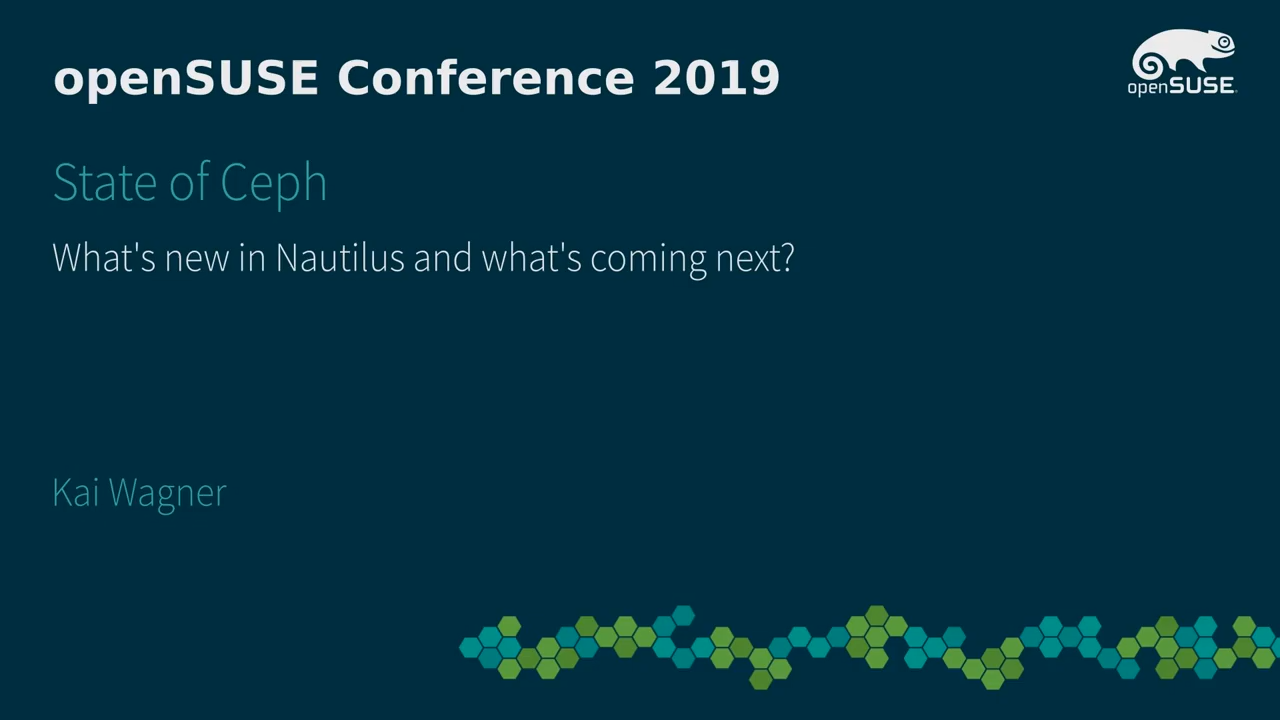 openSUSE Conference 2019
openSUSE
State of Ceph
What's new in Nautilus and what's coming next?
Kai Wagner